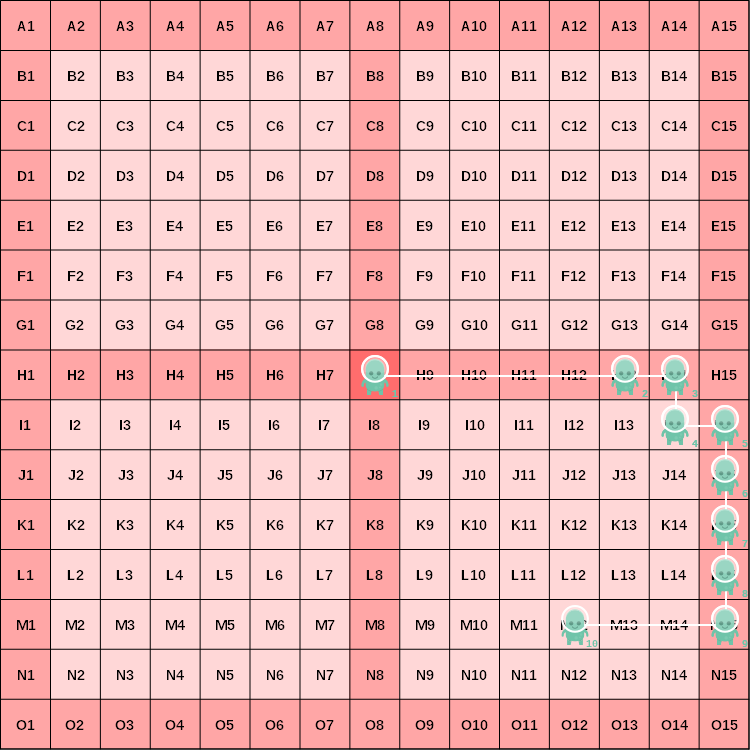 A1 A2 A3 A4 A5 A6 A7 A8 A9 A10 A11 A12 A13 A14 A15
B1 B2 B3 B4 B5 B6 B7 B8 B9 B10 B11 B12 B13 B14 B15
C1 C2 C3 C4 C5 C6 C7 C8 C9 C10 C11 C12 C13 C14 C15
D1 D2 D3 D4 D5 D6 D7 D8 D9 D10 D11 D12 D13 D14 D15
E1 E2 E3 E4 E5 E6 E7 E8 E9 E10 E11 E12 E13 E14 E15
F1 F2 F3 F4 F5 F6 F7 F8 F9 F10 F11 F12 F13 F14 F15
G1 G2 G3 G4 G5 G6 G7 G8 G9 G10 G11 G12 G13 G14 G15
H1 H2 H3 H4 H5 H6 H7 1 H9 H10 H11 H12 2 3 H15
I1 I2 I3 I4 I5 I6 I7 I8 I9 I10 I11 I12 I13 4 5
J1 J2 J3 J4 J5 J6 J7 J8 J9 J10 J11 J12 J13 J14 6
K1 K2 K3 K4 K5 K6 K7 K8 K9 K10 K11 K12 K13 K14 7
L1 L2 L3 L4 L5 L6 L7 L8 L9 L10 L11 L12 L13 L14 8
M1 M2 M3 M4 M5 M6 M7 M8 M9 M10 M11 10 M13 M14 9
N1 N2 N3 N4 N5 N6 N7 N8 N9 N10 N11 N12 N13 N14 N15
O1 O2 O3 O4 O5 O6 O7 O8 O9 O10 O11 O12 O13 O14 O15